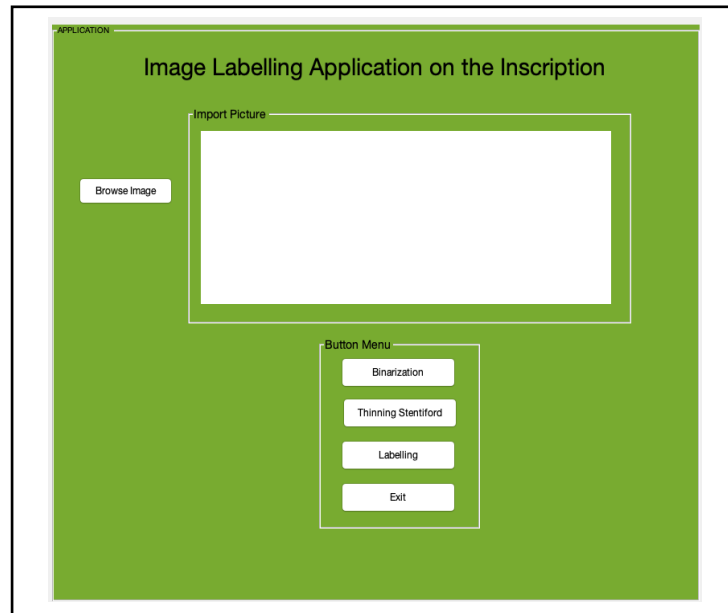 APPLICATION
Image Labelling Application on the Inscription
Import Picture
Browse Image
Button Menu
Binarization
Thinning Stentiford
Labelling
Exit